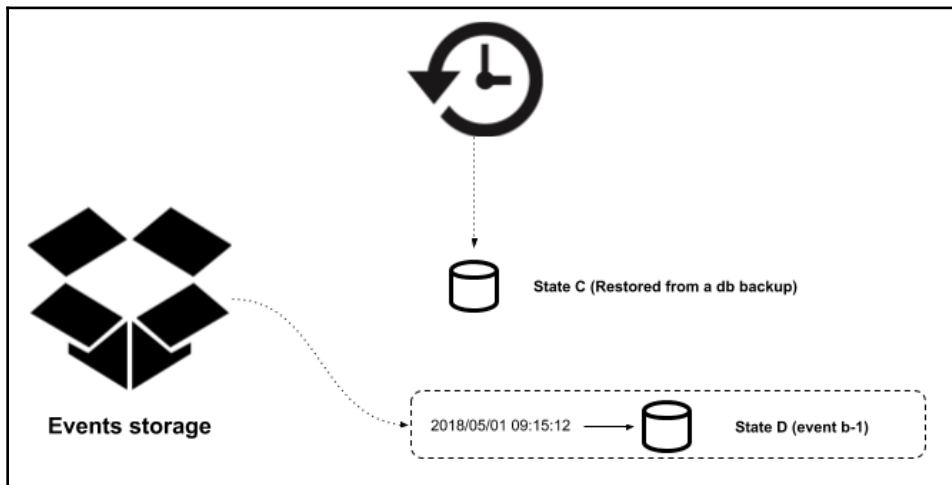 State C (Restored from a db backup)
Events storage
2018/05/01 09:15:12
State D (event b-1)